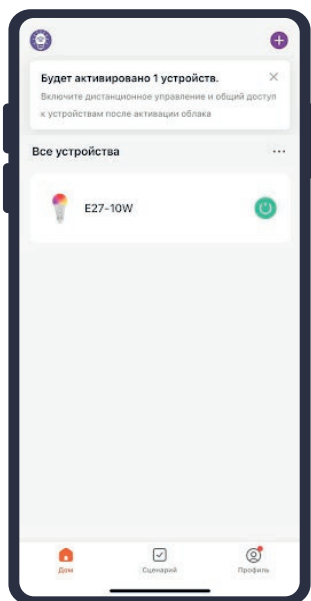 Будет активировано 1 устройств.
Включите дистанционное управление и общий доступ
к устройствам после активации облака
Все устройства
E27-10W
Дом
Сценарий
Профиль